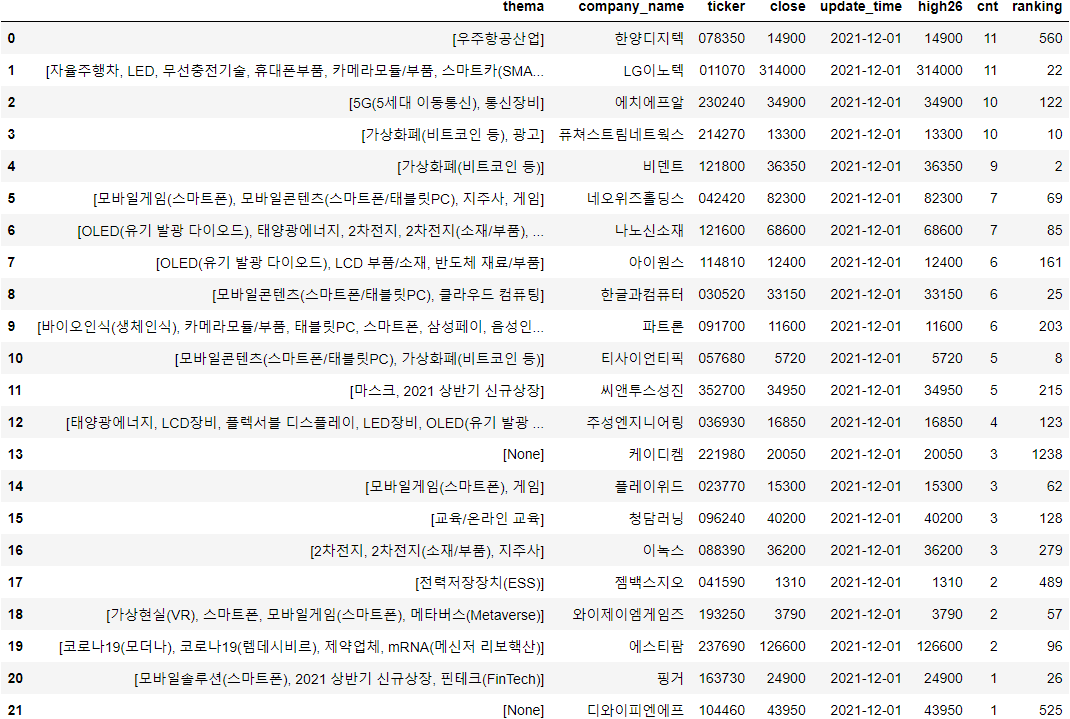 thema company_name ticker close update_time high26 cnt ranking
0 [우주항공산업] 한양디지텍 078350 14900 2021-12-01 14900 11 560
1 [자율주행차, LED, 무선충전기술, 휴대폰부품, 카메라모듈/부품, 스마트카(SMA... LG이노텍 011070 314000 2021-12-01 314000 11 22
2 [5G(5세대 이동통신), 통신장비] 에치에프알 230240 34900 2021-12-01 34900 10 122
3 [가상화폐(비트코인 등), 광고] 퓨쳐스트림네트웍스 214270 13300 2021-12-01 13300 10 10
4 [가상화폐(비트코인 등)] 비덴트 121800 36350 2021-12-01 36350 9 2
5 [모바일게임(스마트폰), 모바일콘텐츠(스마트폰/태블릿PC), 지주사, 게임] 네오위즈홀딩스 042420 82300 2021-12-01 82300 7 69
6 [OLED(유기 발광 다이오드), 태양광에너지, 2차전지, 2차전지(소재/부품), ... 나노신소재 121600 68600 2021-12-01 68600 7 85
7 [OLED(유기 발광 다이오드), LCD 부품/소재, 반도체 재료/부품] 아이원스 114810 12400 2021-12-01 12400 6 161
8 [모바일콘텐츠(스마트폰/태블릿PC), 클라우드 컴퓨팅] 한글과컴퓨터 030520 33150 2021-12-01 33150 6 25
9 [바이오인식(생체인식), 카메라모듈/부품, 태블릿PC, 스마트폰, 삼성페이, 음성인... 파트론 091700 11600 2021-12-01 11600 6 203
10 [모바일콘텐츠(스마트폰/태블릿PC), 가상화폐(비트코인 등)] 티사이언티픽 057680 5720 2021-12-01 5720 5 8
11 [마스크, 2021 상반기 신규상장] 씨앤투스성진 352700 34950 2021-12-01 34950 5 215
12 [태양광에너지, LCD장비, 플렉서블 디스플레이, LED장비, OLED(유기 발광 ... 주성엔지니어링 036930 16850 2021-12-01 16850 4 123
13 [None] 케이디켐 221980 20050 2021-12-01 20050 3 1238
14 [모바일게임(스마트폰), 게임] 플레이위드 023770 15300 2021-12-01 15300 3 62
15 [교육/온라인 교육] 청담러닝 096240 40200 2021-12-01 40200 3 128
16 [2차전지, 2차전지(소재/부품), 지주사] 이녹스 088390 36200 2021-12-01 36200 3 279
17 [전력저장장치(ESS)] 젬백스지오 041590 1310 2021-12-01 1310 2 489
18 [가상현실(VR), 스마트폰, 모바일게임(스마트폰), 메타버스(Metaverse)] 와이제이엠게임즈 193250 3790 2021-12-01 3790 2 57
19 [코로나19(모더나), 코로나19(렘데시비르), 제약업체, mRNA(메신저 리보핵산)] 에스티팜 237690 126600 2021-12-01 126600 2 96
20 [모바일솔루션(스마트폰), 2021 상반기 신규상장, 핀테크(FinTech)] 핑거 163730 24900 2021-12-01 24900 1 26
21 [None] 디와이피엔에프 104460 43950 2021-12-01 43950 1 525